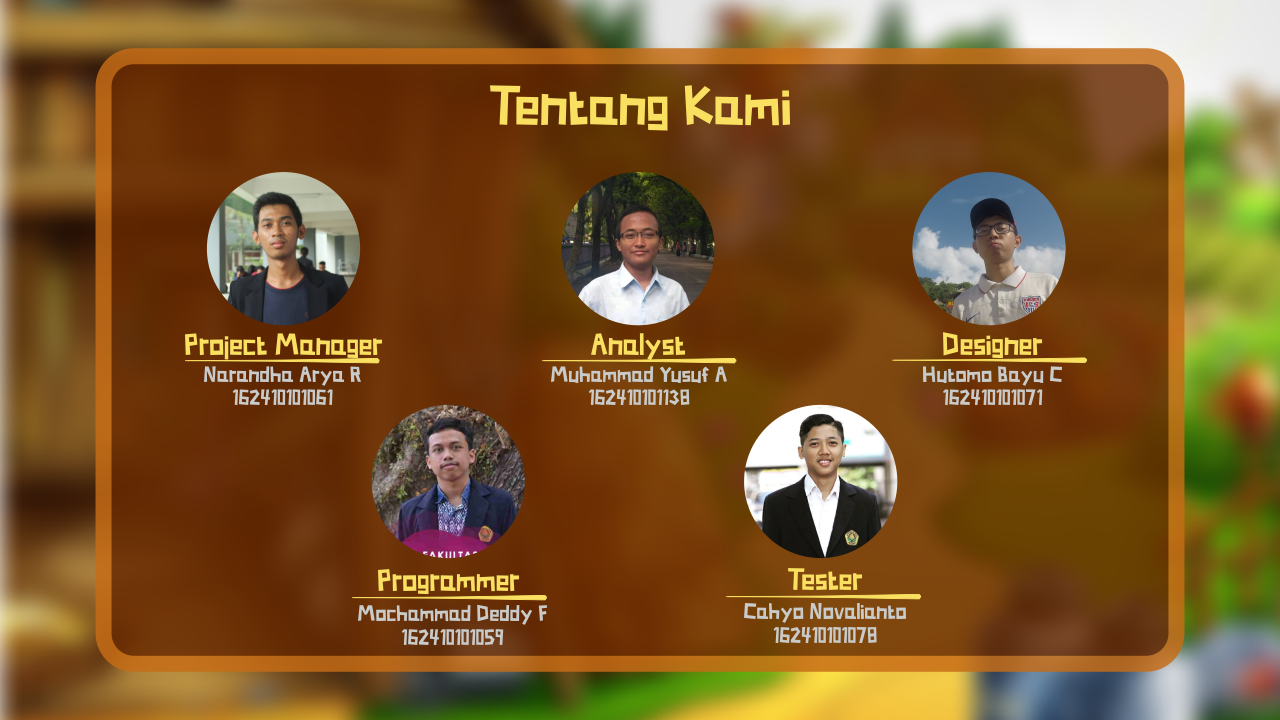 Tentang Kami
Project Manager
Narandha Arya R
162410101061
Analyst
Muhammad Yusuf A
162410101138
Designer
Hutomo Bayu C
162410101071
FAKULTAS
Programmer
Mochammad Deddy F
162410101059
Tester
Cahyo Novalianto
162410101078